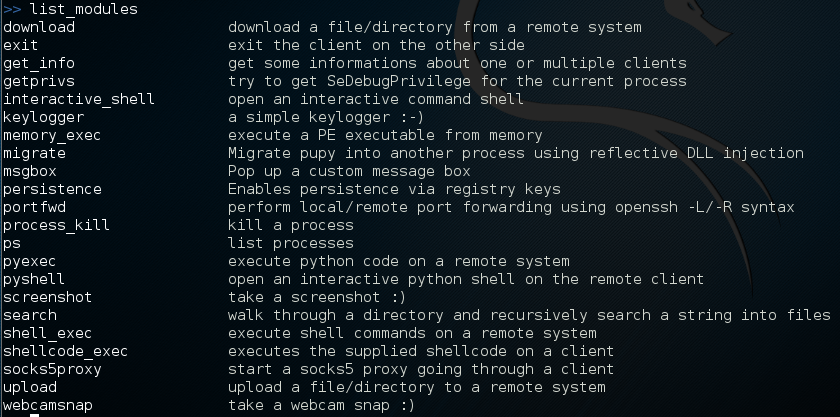 >> list_modules
download download a file/directory from a remote system
exit exit the client on the other side
get_info get some informations about one or multiple clients
getprivs try to get SeDebugPrivilege for the current process
interactive_shell open an interactive command shell
keylogger a simple keylogger :-)
memory_exec execute a PE executable from memory
migrate Migrate pupy into another process using reflective DLL injection
msgbox Pop up a custom message box
persistence Enables persistence via registry keys
portfwd perform local/remote port forwarding using openssh -L/-R syntax
process_kill kill a process
ps list processes
pyexec execute python code on a remote system
pyshell open an interactive python shell on the remote client
screenshot take a screenshot :)
search walk through a directory and recursively search a string into files
shell_exec execute shell commands on a remote system
shellcode_exec executes the supplied shellcode on a client
socks5proxy start a socks5 proxy going through a client
upload upload a file/directory to a remote system
webcamsnap take a webcam snap :)